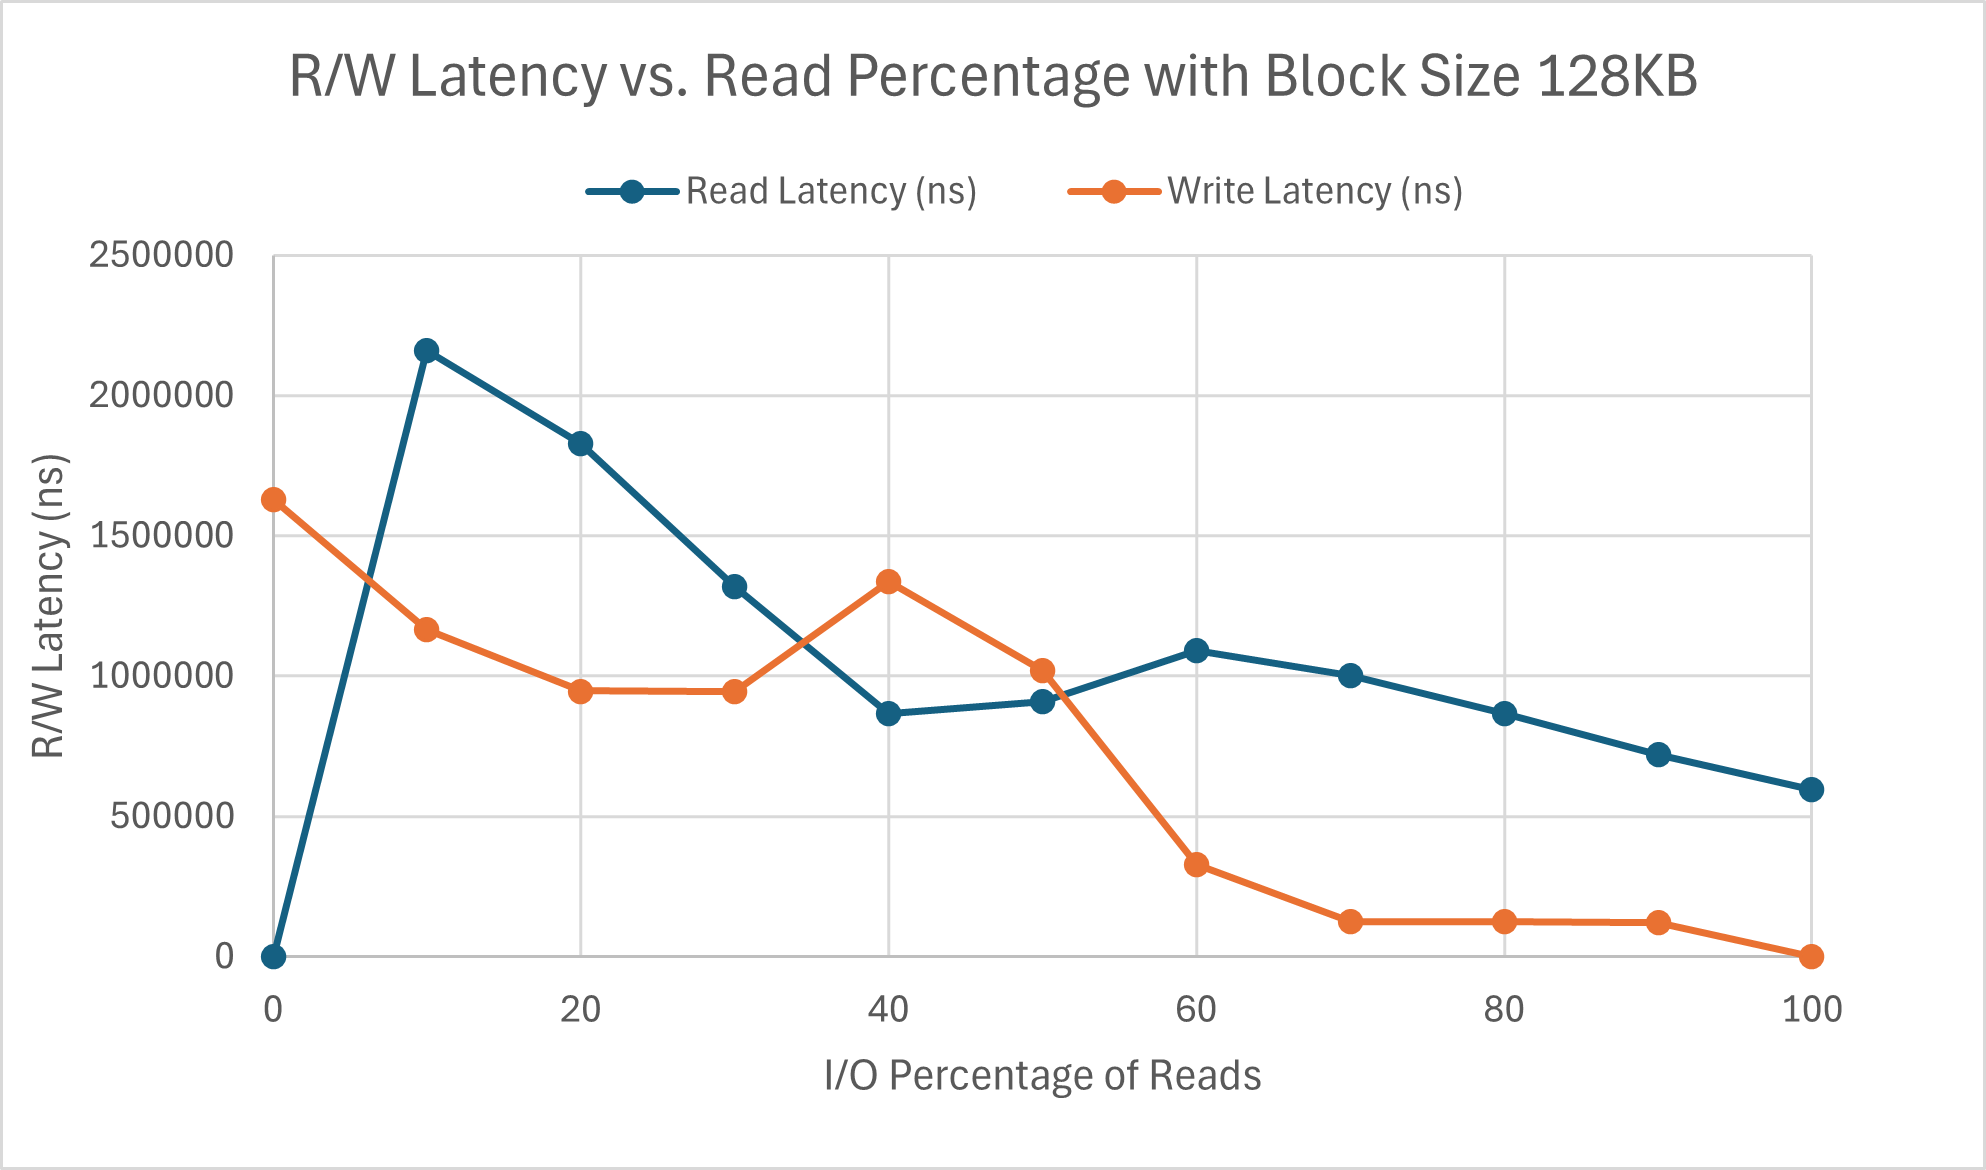 R/W Latency vs. Read Percentage with Block Size 128KB
Read Latency (ns) Write Latency (ns)
2500000
2000000
1500000
1000000
500000
0
R/W Latency (ns)
0 20 40 60 80 100
I/O Percentage of Reads